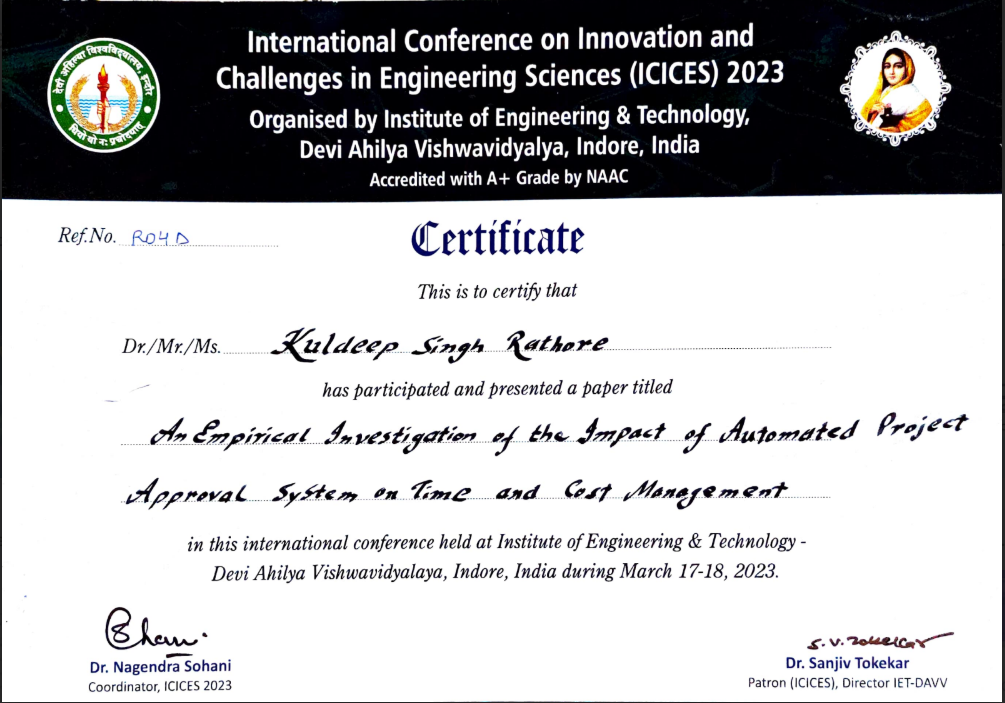 International Conference on Innovation and
Challenges in Engineering Sciences (ICICES) 2023
Organised by Institute of Engineering & Technology,
Devi Ahilya Vishwavidyalya, Indore, India
Accredited with A+ Grade by NAAC
देवी अहिल्या विश्वविद्यालय, इन्दौर
धियो यो नः प्रचोदयात्
Ref.No. R04D
Certificate
This is to certify that
Dr./Mr./Ms. Kuldeep Singh Rathore
has participated and presented a paper titled
An Empirical Investigation of the Impact of Automated Project
Approval System on Time and Cost Management
in this international conference held at Institute of Engineering & Technology -
Devi Ahilya Vishwavidyalaya, Indore, India during March 17-18, 2023.
S.V. Tokekar
Dr. Nagendra Sohani
Coordinator, ICICES 2023
Dr. Sanjiv Tokekar
Patron (ICICES), Director IET-DAVV